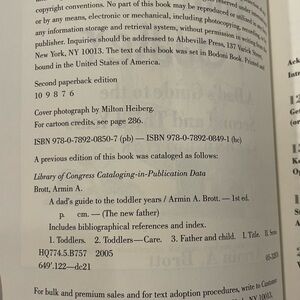 copyright conventions. No part of this book may be reproduced or utilized
or by any means, electronic or mechanical, including photocopying, recording,
any information storage and retrieval system, without permission in writing
publisher. Inquiries should be addressed to Abbeville Press, 137 Varick Street,
New York, NY 10013. The text of this book was set in Bodoni Book. Printed and
bound in the United States of America.
Second paperback edition
10 9 8 7 6
Cover photograph by Milton Heiberg.
For cartoon credits, see page 286.
ISBN 978-0-7892-0850-7 (pb) — ISBN 978-0-7892-0849-1 (hc)
A previous edition of this book was catalogued as follows:
Library of Congress Cataloging-in-Publication Data
Brott, Armin A.
A dad's guide to the toddler years / Armin A. Brott. —1st ed.
p. cm. — (The new father)
Includes bibliographical references and index.
1. Toddlers. 2. Toddlers—Care. 3. Father and child. I. Title. II. Series
HQ774.5.B757 2005
649'.122—dc21
For bulk and premium sales and for text adoption procedures, write to Customer